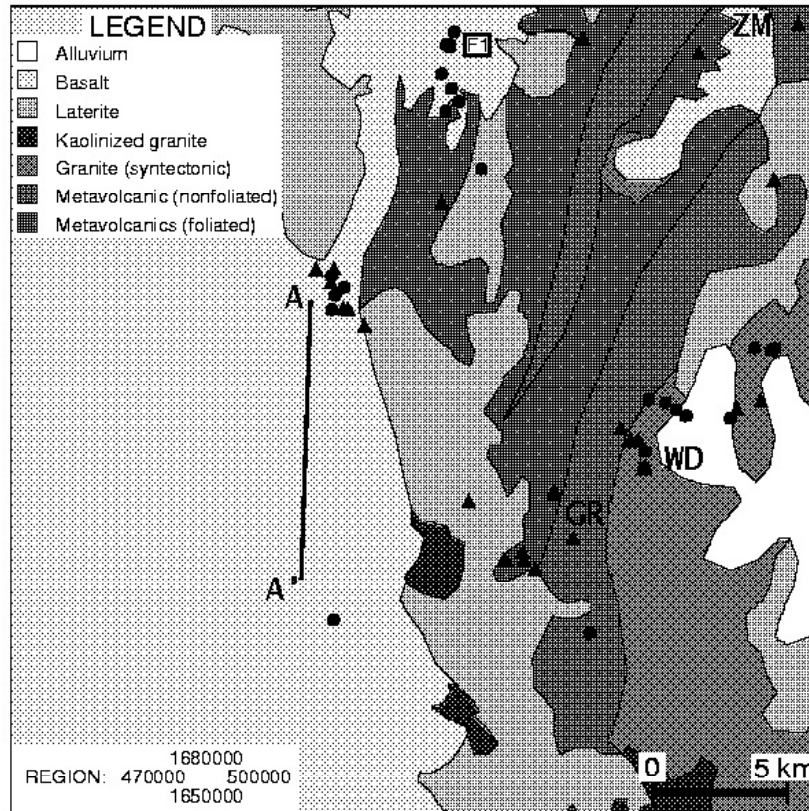 LEGEND
Alluvium
Basalt
Laterite
Kaolinized granite
Granite (syntectonic)
Metavolcanic (nonfoliated)
Metavolcanics (foliated)
F1
ZM
A
WD
GR
A'
1680000
REGION: 470000 500000
1650000
0 5 km